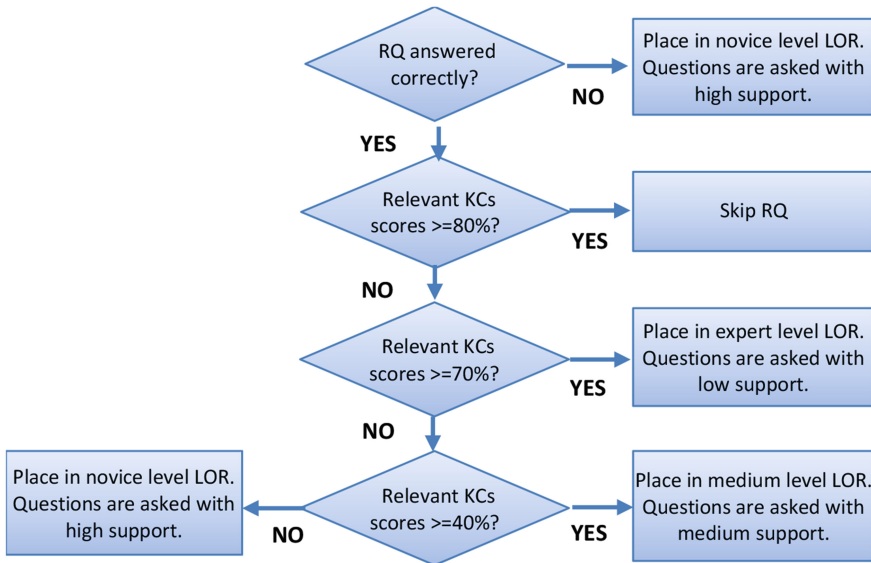 RQ answered
correctly?
NO
Place in novice level LOR.
Questions are asked with
high support.
YES
Relevant KCs
scores >=80%?
YES
Skip RQ
NO
Relevant KCs
scores >=70%?
YES
Place in expert level LOR.
Questions are asked with
low support.
NO
Place in novice level LOR.
Questions are asked with
high support.
NO
Relevant KCs
scores >=40%?
YES
Place in medium level LOR.
Questions are asked with
medium support.